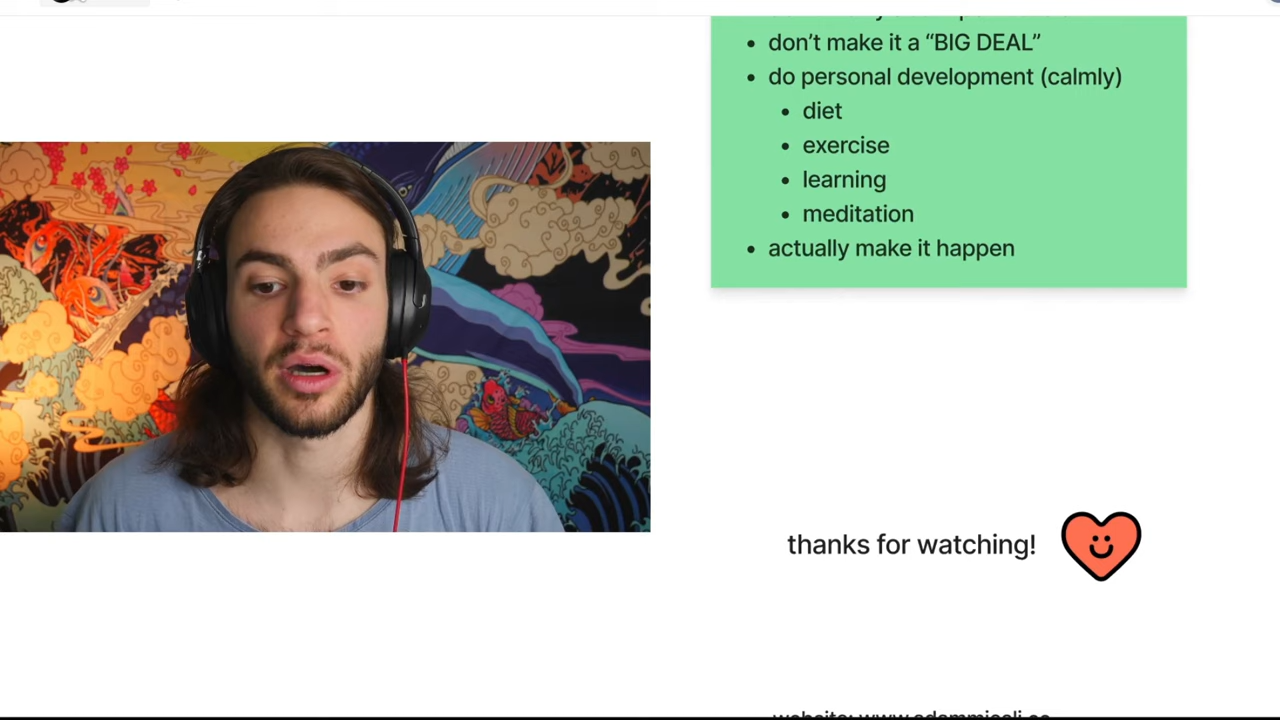 • don't make it a “BIG DEAL”
• do personal development (calmly)
• diet
• exercise
• learning
• meditation
• actually make it happen
thanks for watching!